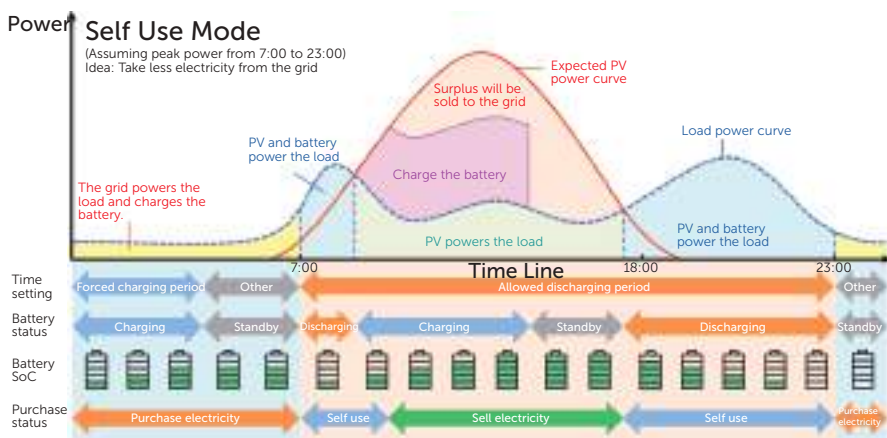 Power
Self Use Mode
(Assuming peak power from 7:00 to 23:00)
Idea: Take less electricity from the grid
Expected PV
power curve
Surplus will be
sold to the grid
Load power curve
PV and battery
power the load
Charge the battery
The grid powers the
load and charges the
battery.
PV powers the load
PV and battery
power the load
7:00
Time Line
18:00
23:00
Time
setting
Forced charging period
Other
Allowed discharging period
Other
Battery
status
Charging
Standby
Discharging
Charging
Standby
Discharging
Standby
Battery
SoC
Purchase
status
Purchase electricity
Self use
Sell electricity
Self use
Purchase
electricity